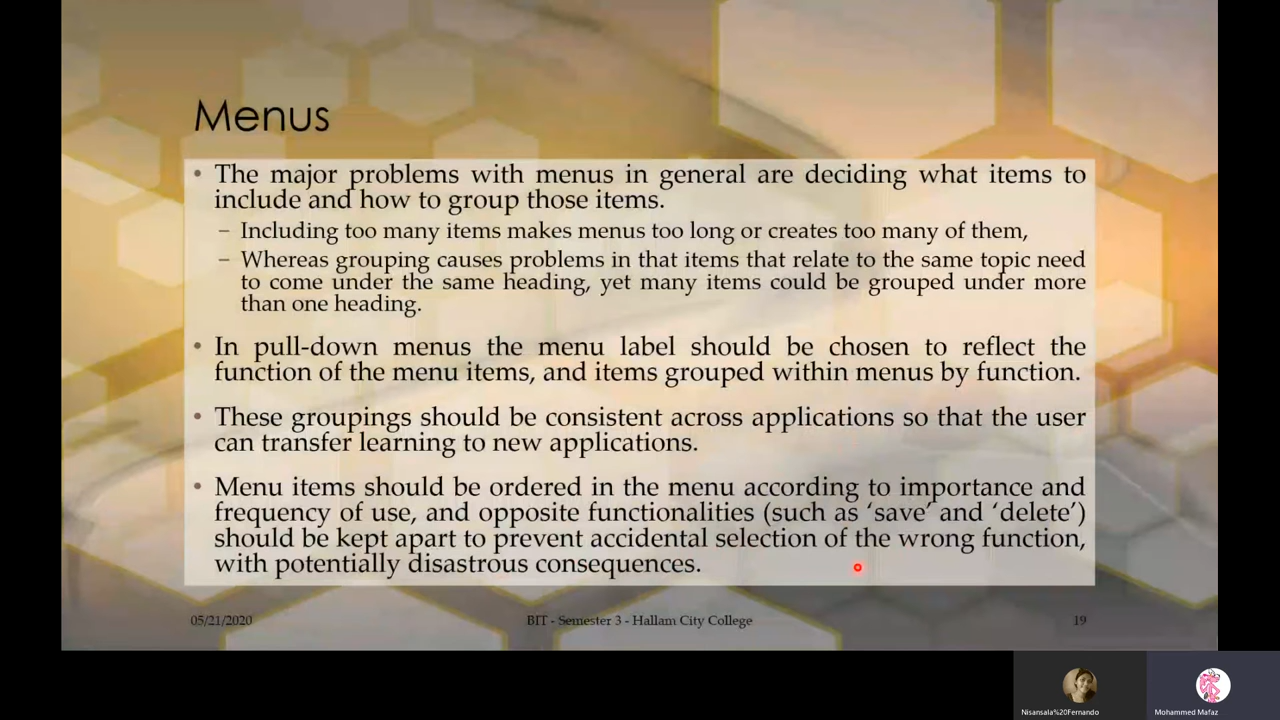 Menus
• The major problems with menus in general are deciding what items to
include and how to group those items.
– Including too many items makes menus too long or creates too many of them,
– Whereas grouping causes problems in that items that relate to the same topic need
to come under the same heading, yet many items could be grouped under more
than one heading.
• In pull-down menus the menu label should be chosen to reflect the
function of the menu items, and items grouped within menus by function.
• These groupings should be consistent across applications so that the user
can transfer learning to new applications.
• Menu items should be ordered in the menu according to importance and
frequency of use, and opposite functionalities (such as ‘save’ and ‘delete’)
should be kept apart to prevent accidental selection of the wrong function,
with potentially disastrous consequences.
05/21/2020 BIT - Semester 3 - Hallam City College 19
Nisansala%20Fernando Mohammed Mafaz